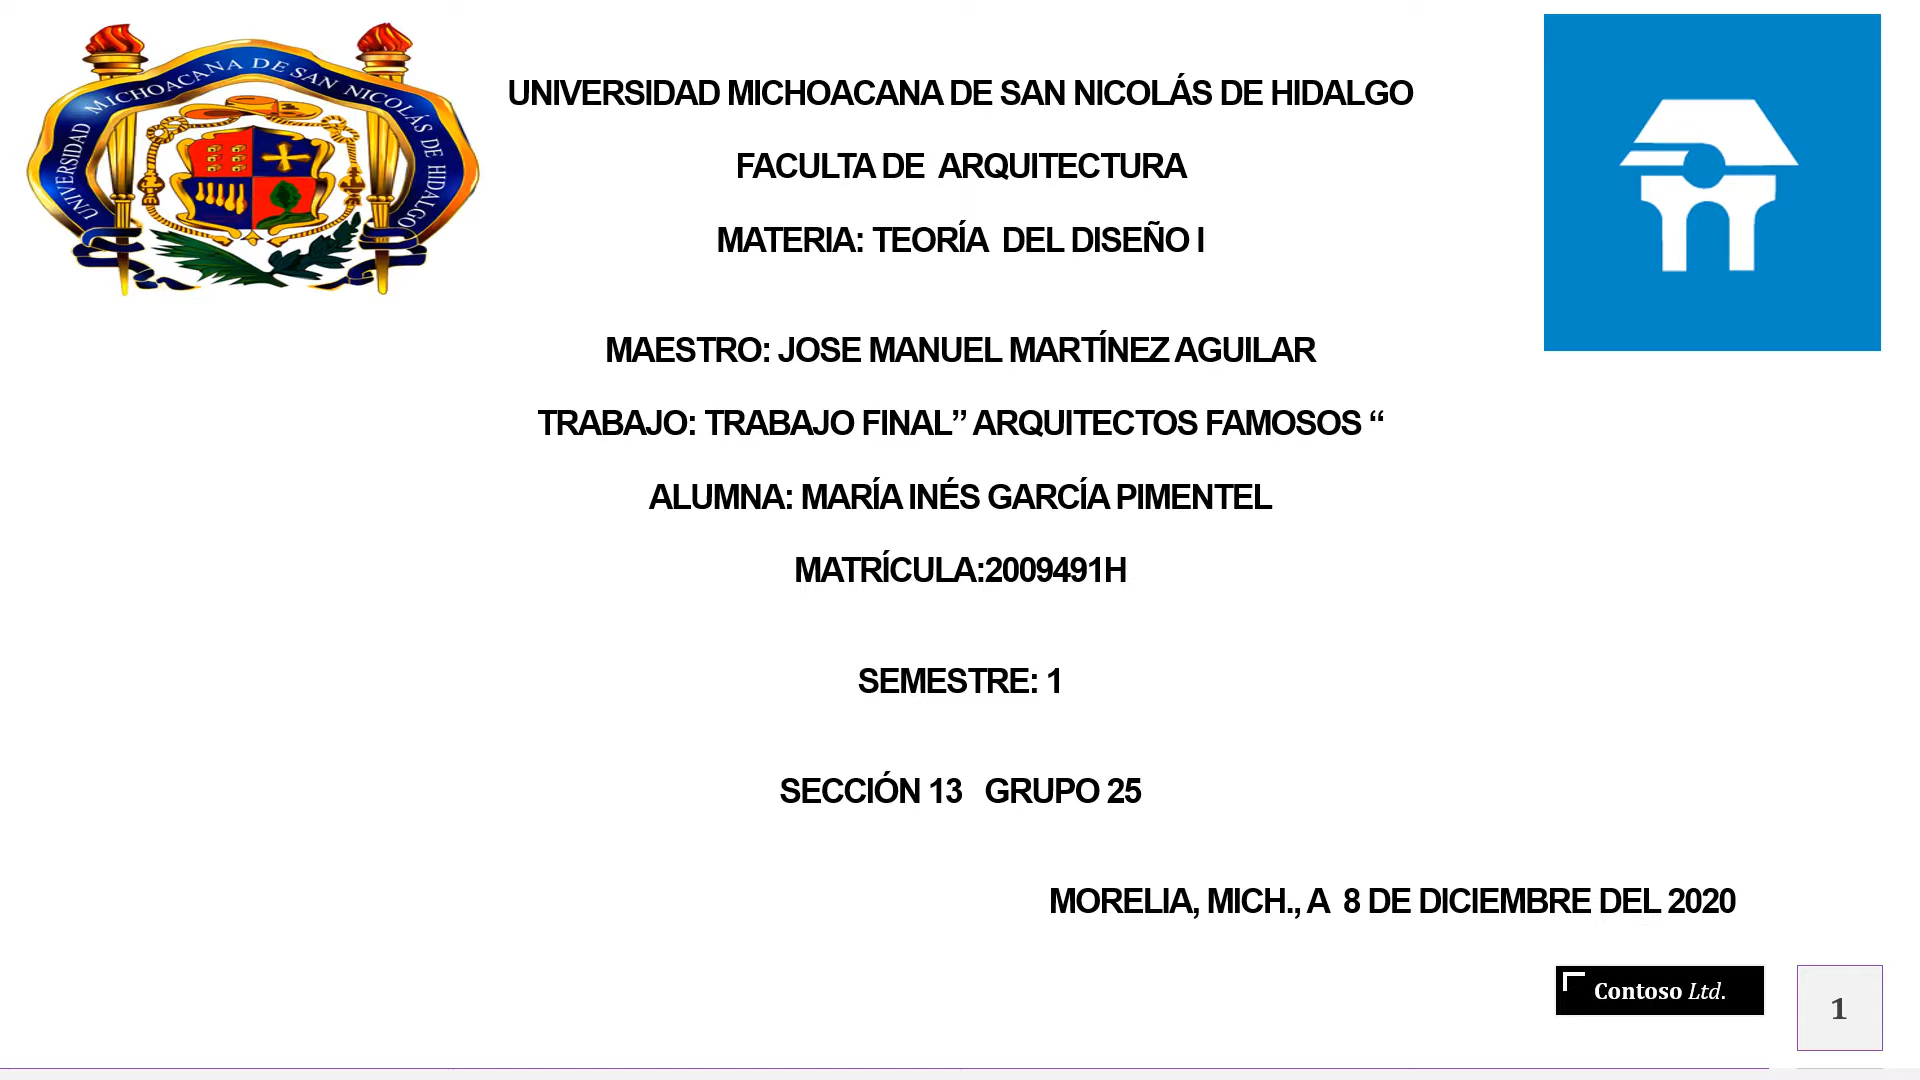 UNIVERSIDAD MICHOACANA DE SAN NICOLÁS DE HIDALGO
UNIVERSIDAD MICHOACANA DE SAN NICOLÁS DE HIDALGO
FACULTA DE  ARQUITECTURA
MATERIA: TEORÍA  DEL DISEÑO I
MAESTRO: JOSE MANUEL MARTÍNEZ AGUILAR
TRABAJO: TRABAJO FINAL” ARQUITECTOS FAMOSOS “
ALUMNA: MARÍA INÉS GARCÍA PIMENTEL
MATRÍCULA:2009491H
SEMESTRE: 1
SECCIÓN 13   GRUPO 25
MORELIA, MICH., A  8 DE DICIEMBRE DEL 2020
Contoso Ltd.
1